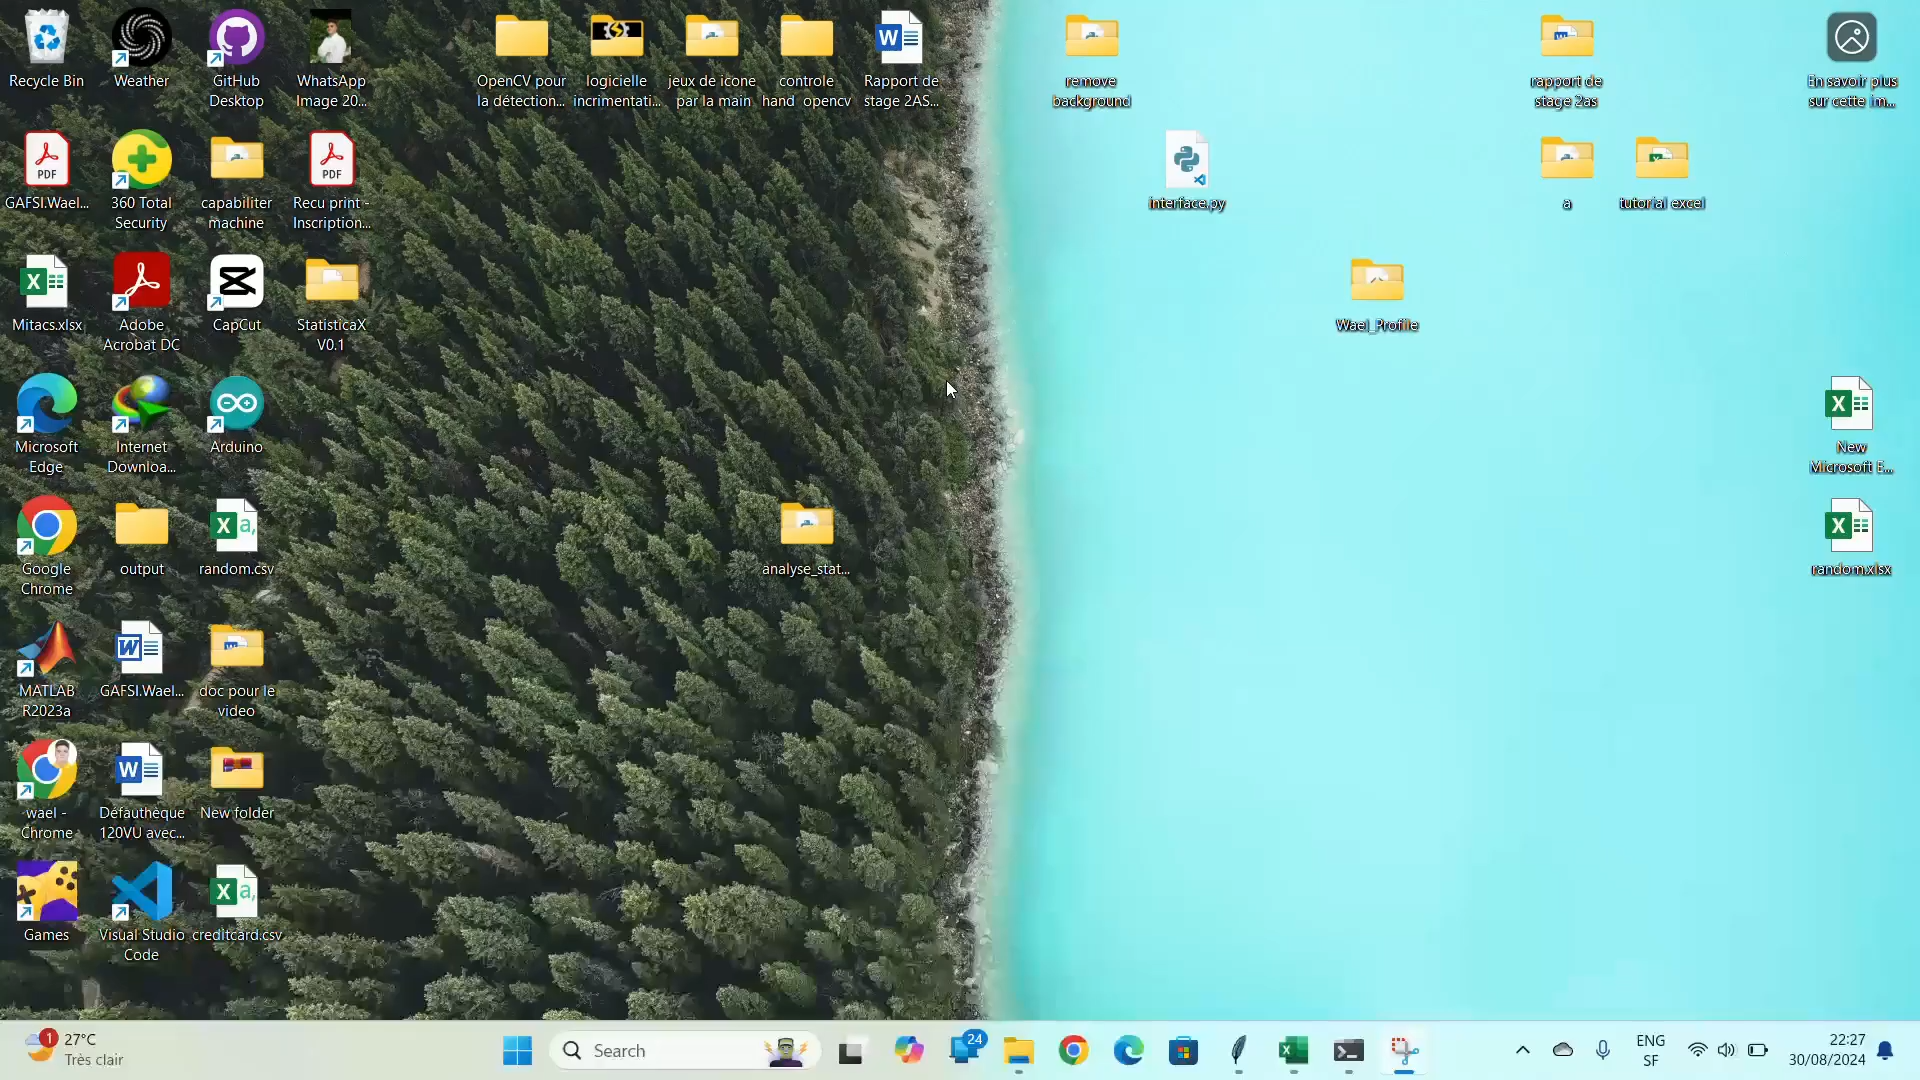 Recycle Bin
Weather
GitHub
Desktop
WhatsApp
Image 20...
OpenCV pour
la détection...
logicielle
incrimentati...
jeux de icone
par la main
controle
hand opencv
Rapport de
stage 2AS...
remove
background
rapport de
stage 2as
En savoir plus
sur cette im...
PDF
GAFSI.Wael...
360 Total
Security
capabiliter
machine
PDF
Recu print -
Inscription...
interface.py
a
tutorial excel
Mitacs.xlsx
Adobe
Acrobat DC
CapCut
StatisticaX
V0.1
Wael_Profile
Microsoft
Edge
Internet
Downloa...
Arduino
New
Microsoft E...
Google
Chrome
output
random.csv
analyse_stat...
random.xlsx
MATLAB
R2023a
GAFSI.Wael...
doc pour le
video
wael -
Chrome
Défauthèque
120VU avec...
New folder
Games
Visual Studio
Code
creditcard.csv
1
27°C
Très clair
Search
24
ENG
SF
22:27
30/08/2024